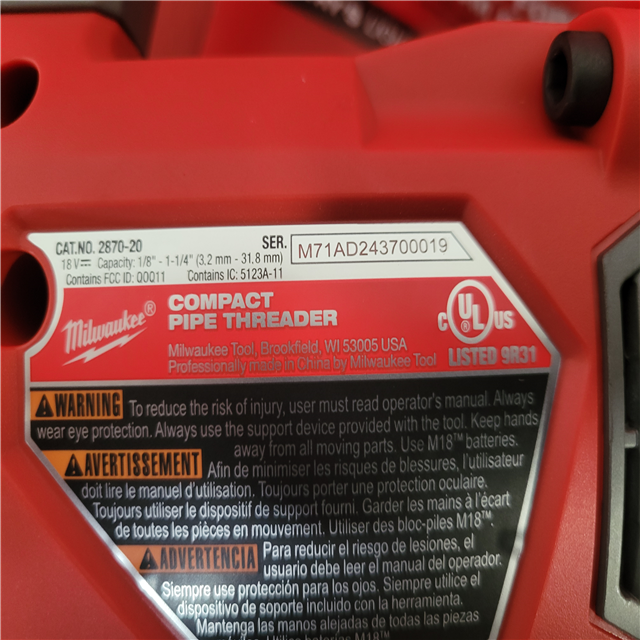 CAT.NO. 2870-20
SER. M71AD243700019
18V⎓ Capacity: 1/8" - 1-1/4" (3.2 mm - 31.8 mm)
Contains FCC ID: OOQ11 Contains IC: 5123A-11
Milwaukee®
COMPACT
PIPE THREADER
C UL US
LISTED 9R31
Milwaukee Tool, Brookfield, WI 53005 USA
Professionally made in China by Milwaukee Tool
WARNING To reduce the risk of injury, user must read operator's manual. Always
wear eye protection. Always use the support device provided with the tool. Keep hands
away from all moving parts. Use M18™ batteries.
AVERTISSEMENT Afin de minimiser les risques de blessures, l'utilisateur
doit lire le manuel d'utilisation. Toujours porter une protection oculaire.
Toujours utiliser le dispositif de support fourni. Garder les mains à l'écart
de toutes les pièces en mouvement. Utiliser des bloc-piles M18™.
ADVERTENCIA Para reducir el riesgo de lesiones, el
usuario debe leer el manual del operador.
Siempre use protección para los ojos. Siempre utilice el
dispositivo de soporte incluido con la herramienta.
Mantenga las manos alejadas de todas las piezas